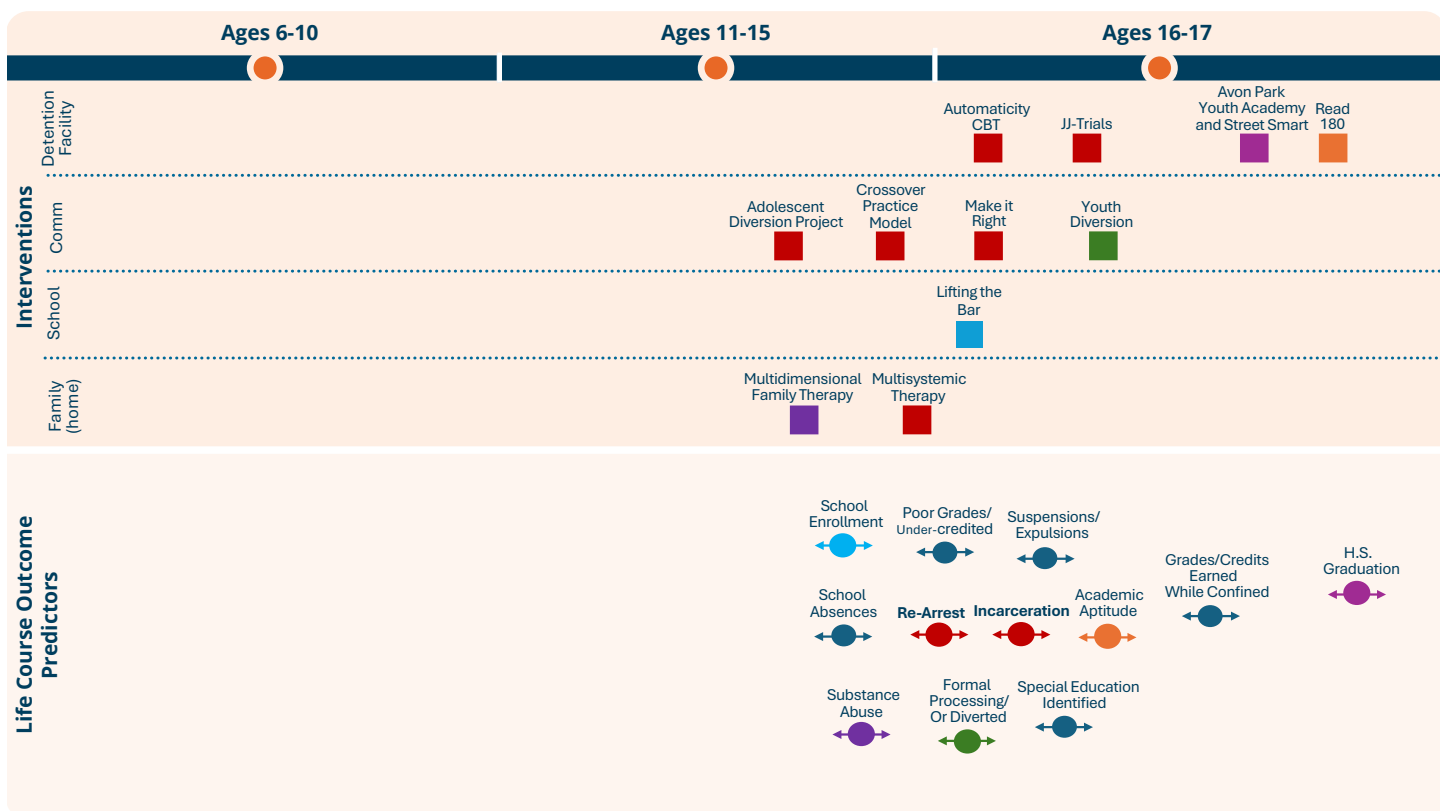 Ages 6-10
Ages 11-15
Ages 16-17
Interventions
Detention
Facility
Automaticity
CBT
JJ-Trials
Avon Park
Youth Academy
and Street Smart
Read
180
Comm
Adolescent
Diversion Project
Crossover
Practice
Model
Make it
Right
Youth
Diversion
School
Lifting the
Bar
Family
(home)
Multidimensional
Family Therapy
Multisystemic
Therapy
Life Course Outcome
Predictors
School
Enrollment
Poor Grades/
Under-credited
Suspensions/
Expulsions
Grades/Credits
Earned
While Confined
H.S.
Graduation
School
Absences
Re-Arrest
Incarceration
Academic
Aptitude
Substance
Abuse
Formal
Processing/
Or Diverted
Special Education
Identified